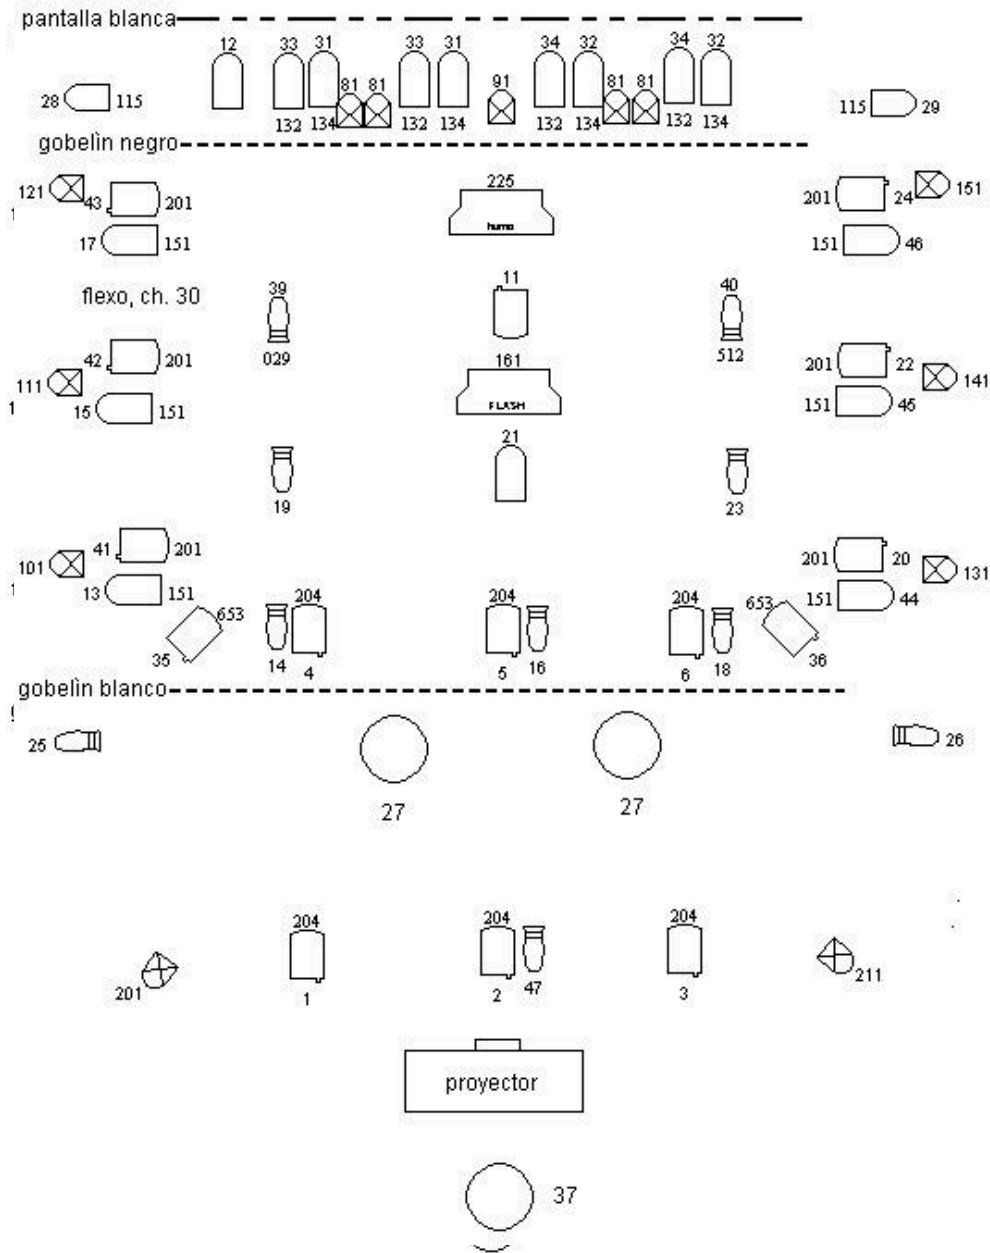 pantalla blanca
12 33 31 33 31 34 32 34 32
81 81 91 81 81
28 115 115 29
132 134 132 134 132 134 132 134
gobelìn negro
225
121 43 201 201 24 151
humo
17 151 151 46
11
flexo, ch. 30 39 40
029 512
161
42 201 201 22
111 141
FLASH
15 151 151 45
21
19 23
41 201 201 20
101 131
13 151 151 44
653 204 204 204 653
35 14 4 5 16 6 18 36
gobelìn blanco
25 26
27 27
204 204 204
201 211
1 2 47 3
proyector
37